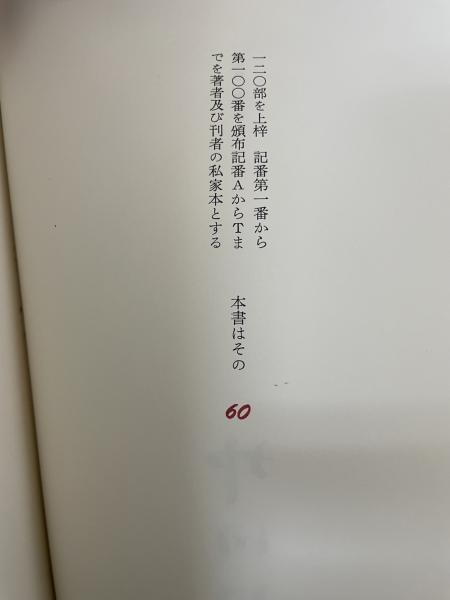 一二〇部を上梓　記番第一番から
第一〇〇番を頒布記番AからTま
でを著者及び刊者の私家本とする
本書はその
60